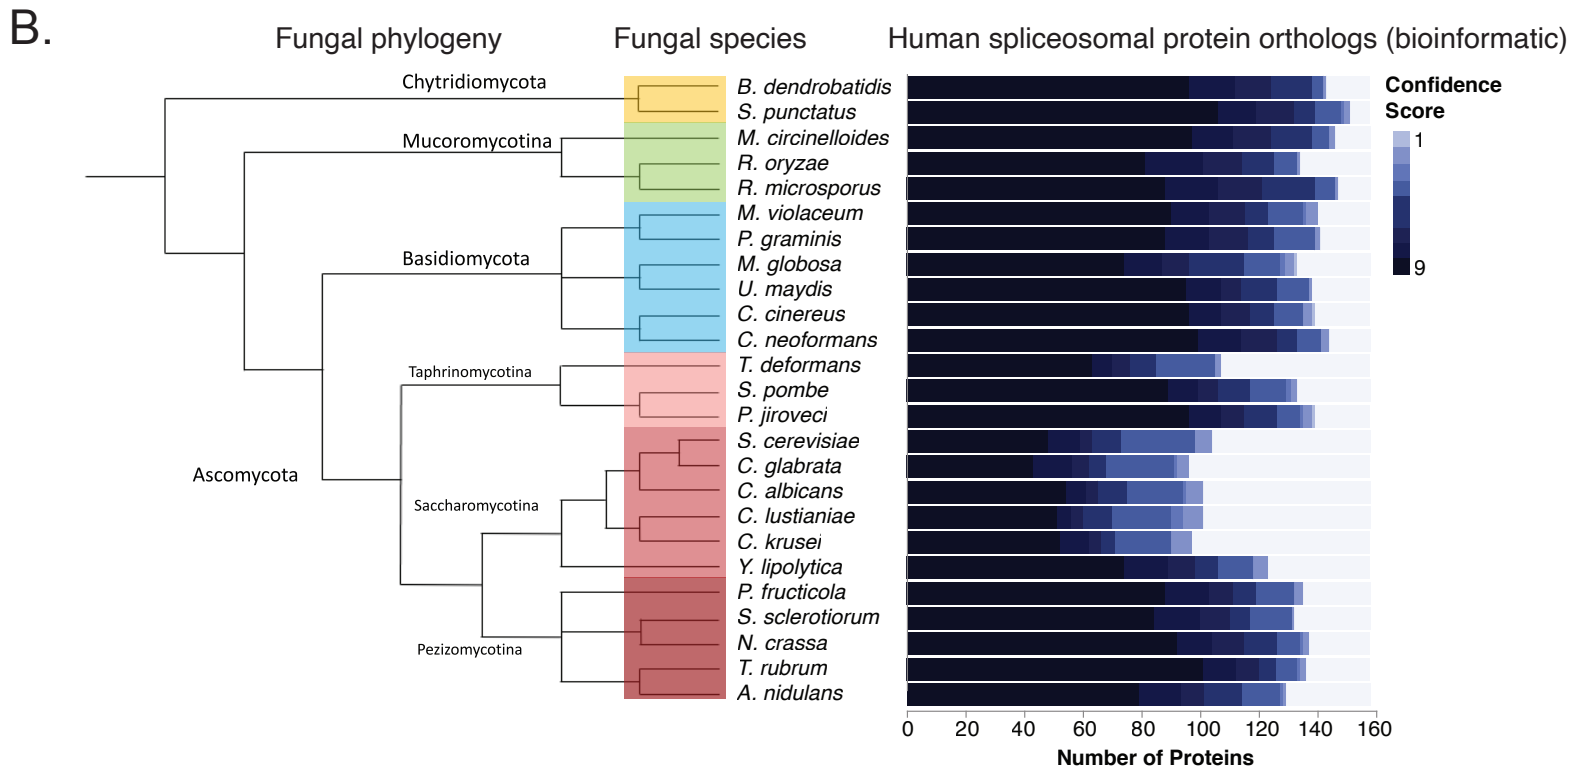 B.
Fungal phylogeny
Fungal species
Human spliceosomal protein orthologs (bioinformatic)
Chytridiomycota
Mucoromycotina
Basidiomycota
Taphrinomycotina
Ascomycota
Saccharomycotina
Pezizomycotina
B. dendrobatidis
S. punctatus
M. circinelloides
R. oryzae
R. microsporus
M. violaceum
P. graminis
M. globosa
U. maydis
C. cinereus
C. neoformans
T. deformans
S. pombe
P. jiroveci
S. cerevisiae
C. glabrata
C. albicans
C. lustianiae
C. krusei
Y. lipolytica
P. fructicola
S. sclerotiorum
N. crassa
T. rubrum
A. nidulans
Confidence
Score
1
9
0 20 40 60 80 100 120 140 160
Number of Proteins